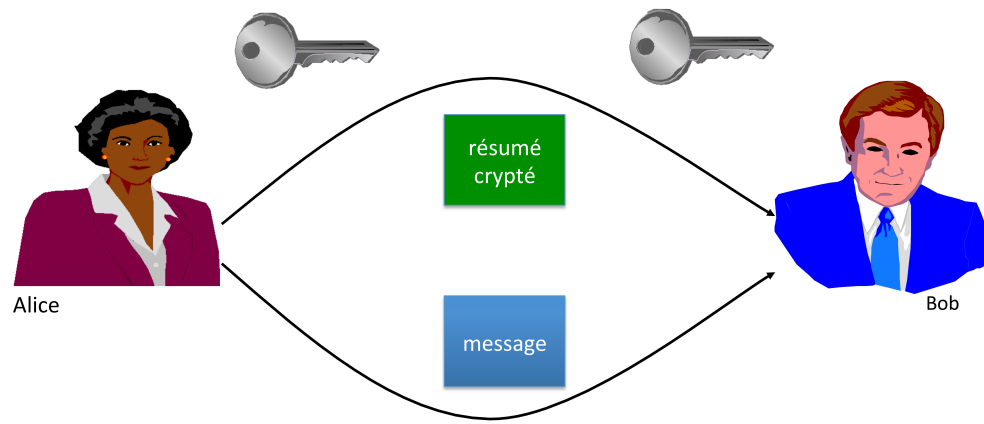 résumé
crypté
Alice
Bob
message